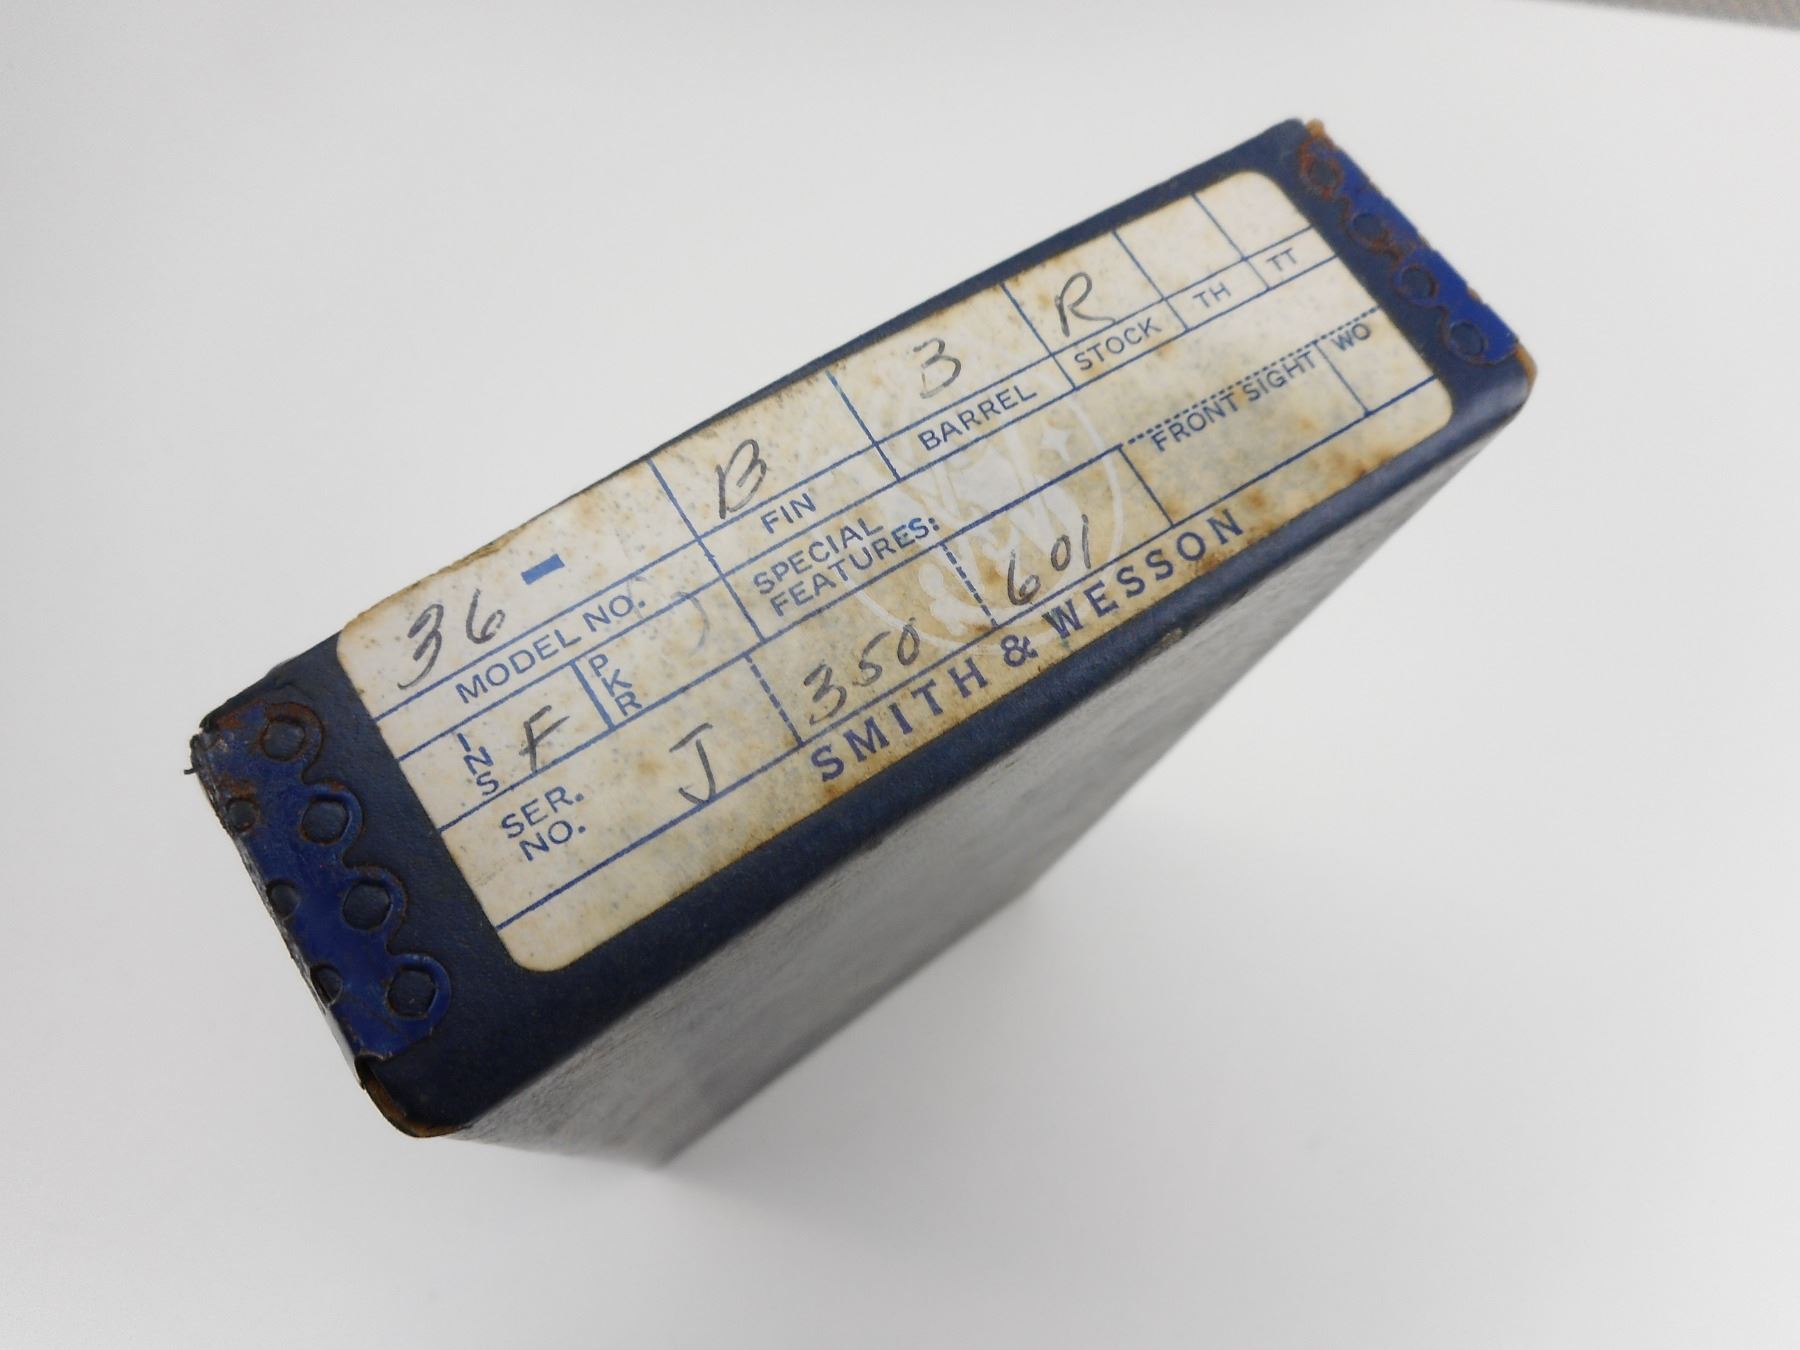 36 - B 3 R
MODEL NO. FIN BARREL STOCK TH TT
INS F PKR SPECIAL
FEATURES:
FRONT SIGHT WO
SER.
NO. J 350 601
SMITH & WESSON